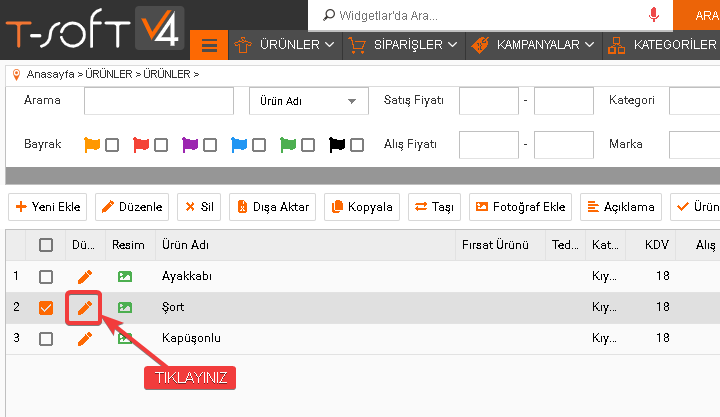 T-SOFT V4
Widgetlar'da Ara...
ARA
ÜRÜNLER SİPARİŞLER KAMPANYALAR KATEGORİLER
Anasayfa > ÜRÜNLER > ÜRÜNLER >
Arama Ürün Adı Satış Fiyatı - Kategori
Bayrak Alış Fiyatı - Marka
Yeni Ekle Düzenle Sil Dışa Aktar Kopyala Taşı Fotoğraf Ekle Açıklama Ürün
Dü... Resim Ürün Adı Fırsat Ürünü Ted... Kat... KDV Alış
1 Ayakkabı Kıy... 18
2 Şort Kıy... 18
3 Kapüşonlu Kıy... 18
TIKLAYINIZ